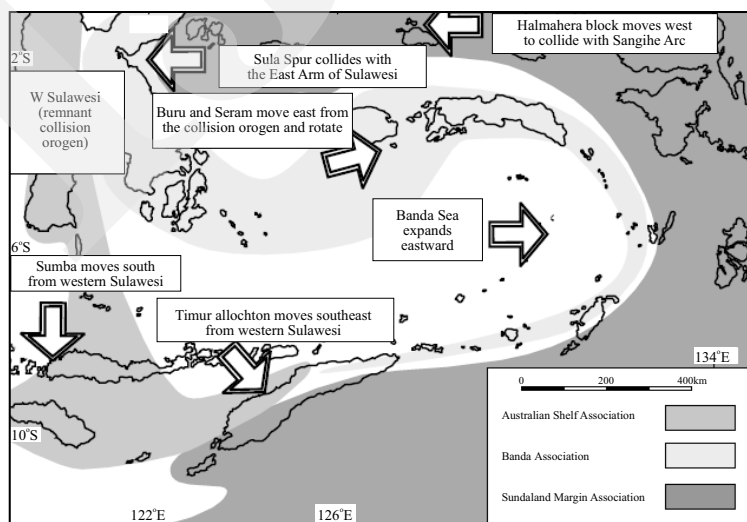 Halmahera block moves west
to collide with Sangihe Arc
2°S
Sula Spur collides with
the East Arm of Sulawesi
W Sulawesi
(remnant
collision
orogen)
Buru and Seram move east from
the collision orogen and rotate
Banda Sea
expands
eastward
6°S
Sumba moves south
from western Sulawesi
Timur allochton moves southeast
from western Sulawesi
134°E
0 200 400km
Australian Shelf Association
10°S
Banda Association
Sundaland Margin Association
122°E 126°E